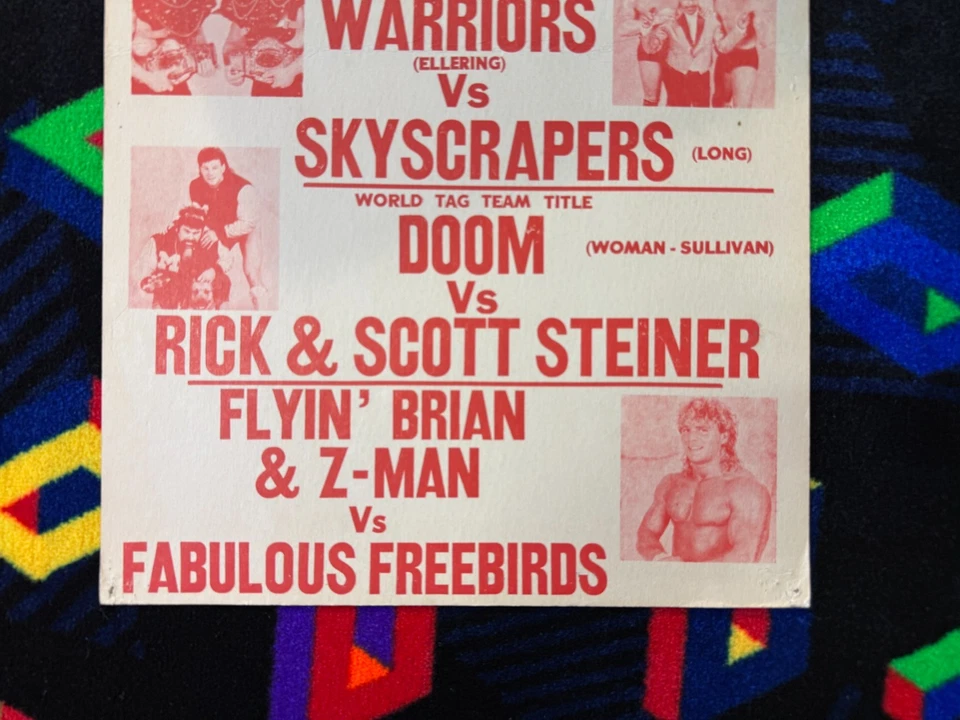 WARRIORS
(ELLERING)
Vs
SKYSCRAPERS (LONG)
WORLD TAG TEAM TITLE
DOOM (WOMAN - SULLIVAN)
Vs
RICK & SCOTT STEINER
FLYIN' BRIAN
& Z-MAN
Vs
FABULOUS FREEBIRDS
M